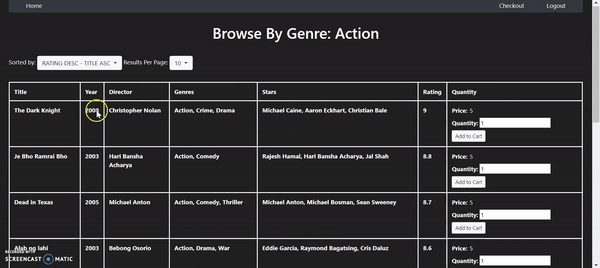 Home Checkout Logout
Browse By Genre: Action
Sorted by: RATING DESC - TITLE ASC Results Per Page: 10
Title Year Director Genres Stars Rating Quantity
The Dark Knight 2008 Christopher Nolan Action, Crime, Drama Michael Caine, Aaron Eckhart, Christian Bale 9 Price: 5
Quantity: 1
Add to Cart
Je Bho Ramrai Bho 2003 Hari Bansha Acharya Action, Comedy Rajesh Hamal, Hari Bansha Acharya, Jal Shah 8.8 Price: 5
Quantity: 1
Add to Cart
Dead in Texas 2005 Michael Anton Action, Comedy, Thriller Michael Anton, Michael Bosman, Sean Sweeney 8.7 Price: 5
Quantity: 1
Add to Cart
Alab ng lahi 2003 Bebong Osorio Action, Drama, War Eddie Garcia, Raymond Bagatsing, Cris Daluz 8.6 Price: 5
Quantity: 1
RECORDED WITH
SCREENCAST MATIC